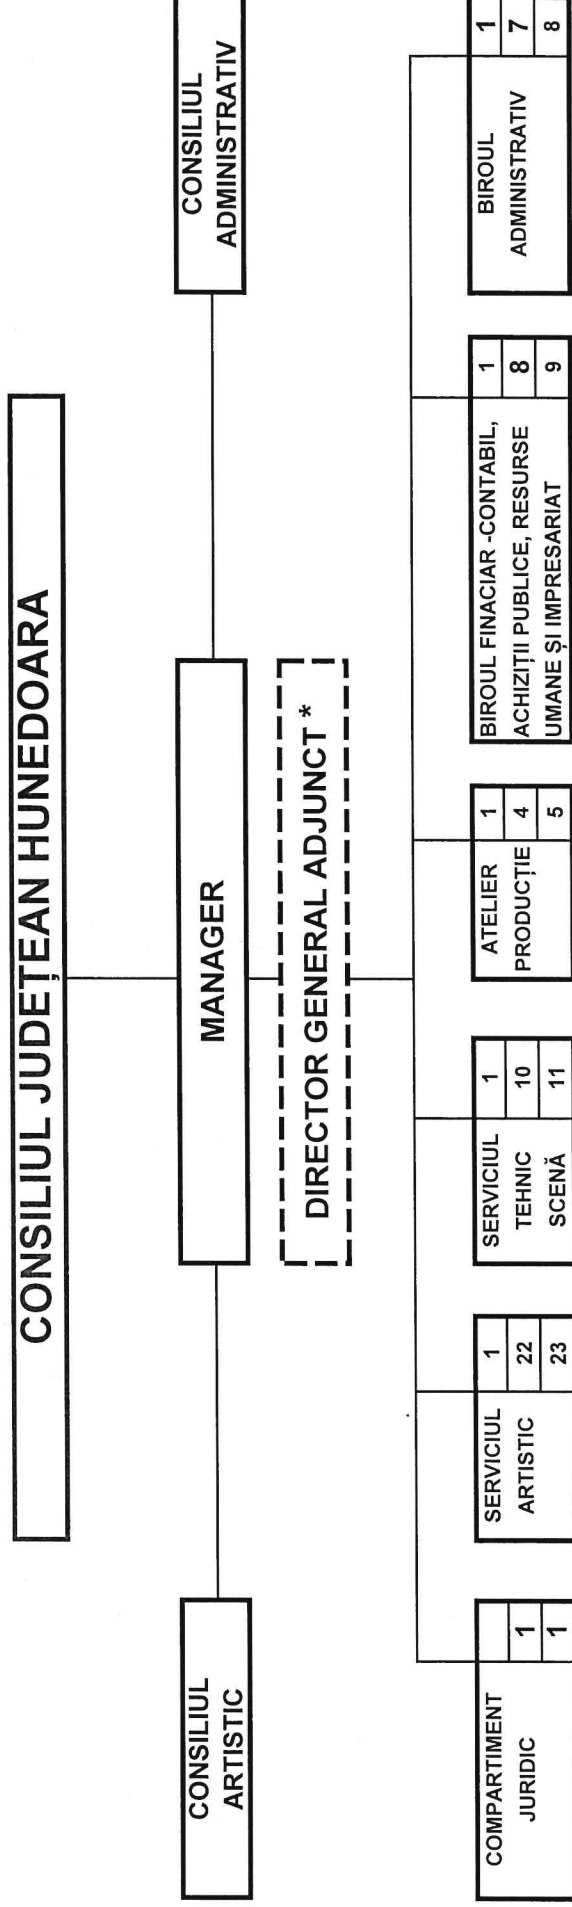 CONSILIUL JUDEȚEAN HUNEDOARA
CONSILIUL
ARTISTIC
MANAGER
CONSILIUL
ADMINISTRATIV
DIRECTOR GENERAL ADJUNCT *
COMPARTIMENT
JURIDIC
1
1
SERVICIUL
ARTISTIC
1
22
23
SERVICIUL
TEHNIC
SCENĂ
1
10
11
ATELIER
PRODUCȚIE
1
4
5
BIROUL FINACIAR -CONTABIL,
ACHIZIȚII PUBLICE, RESURSE
UMANE ȘI IMPRESARIAT
1
8
9
BIROUL
ADMINISTRATIV
1
7
8